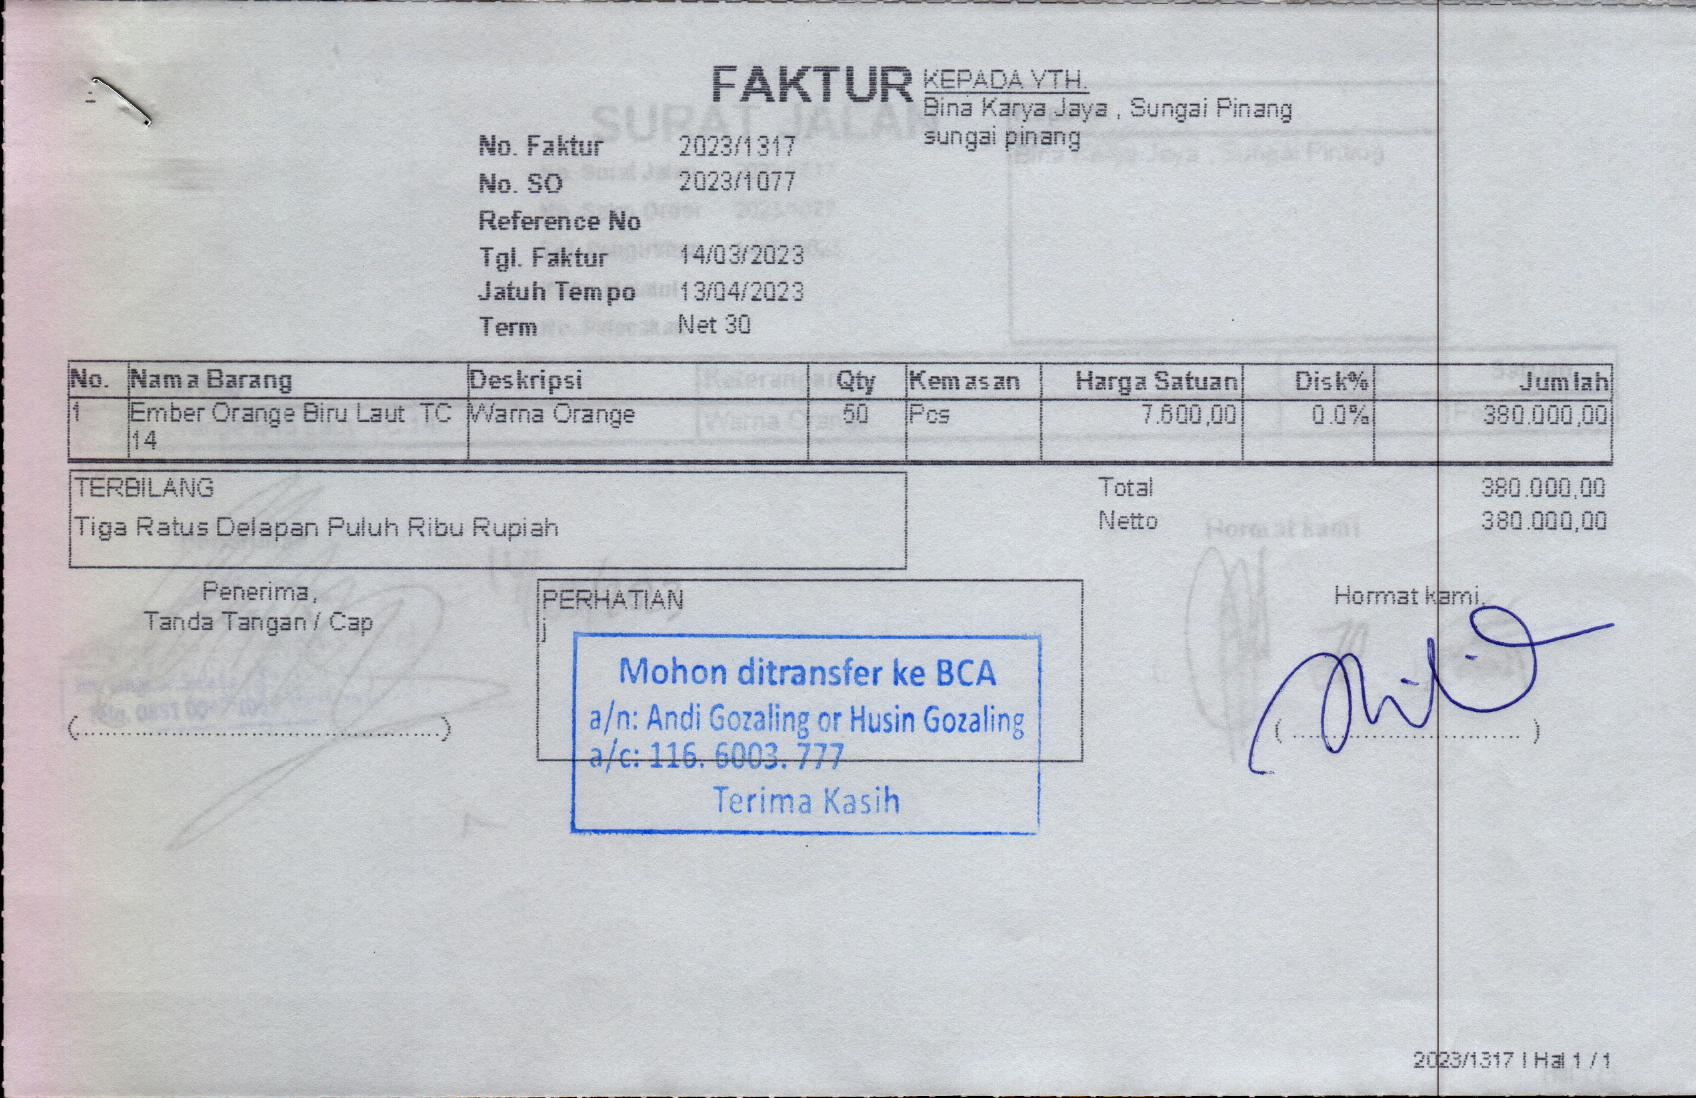 FAKTUR
KEPADA YTH.
Bina Karya Jaya , Sungai Pinang
sungai pinang
No. Faktur 2023/1317
No. SO 2023/1077
Reference No
Tgl. Faktur 14/03/2023
Jatuh Tempo 13/04/2023
Term Net 30
No. Nama Barang Deskripsi Qty Kemasan Harga Satuan Disk% Jumlah
1 Ember Orange Biru Laut TC Warna Orange 50 Pcs 7.600,00 0.0% 380.000,00
14
TERBILANG
Tiga Ratus Delapan Puluh Ribu Rupiah
Total 380.000,00
Netto 380.000,00
Penerima,
Tanda Tangan / Cap
PERHATIAN
j
Mohon ditransfer ke BCA
a/n: Andi Gozaling or Husin Gozaling
a/c: 116. 6003. 777
Terima Kasih
Hormat kami,
2023/1317 | Hal 1 / 1